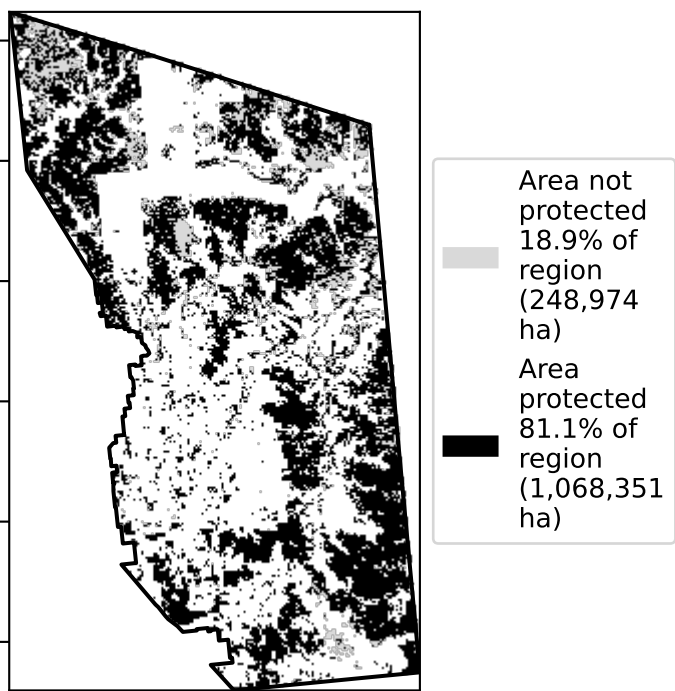 Area not
protected
18.9% of
region
(248,974
ha)
Area
protected
81.1% of
region
(1,068,351
ha)